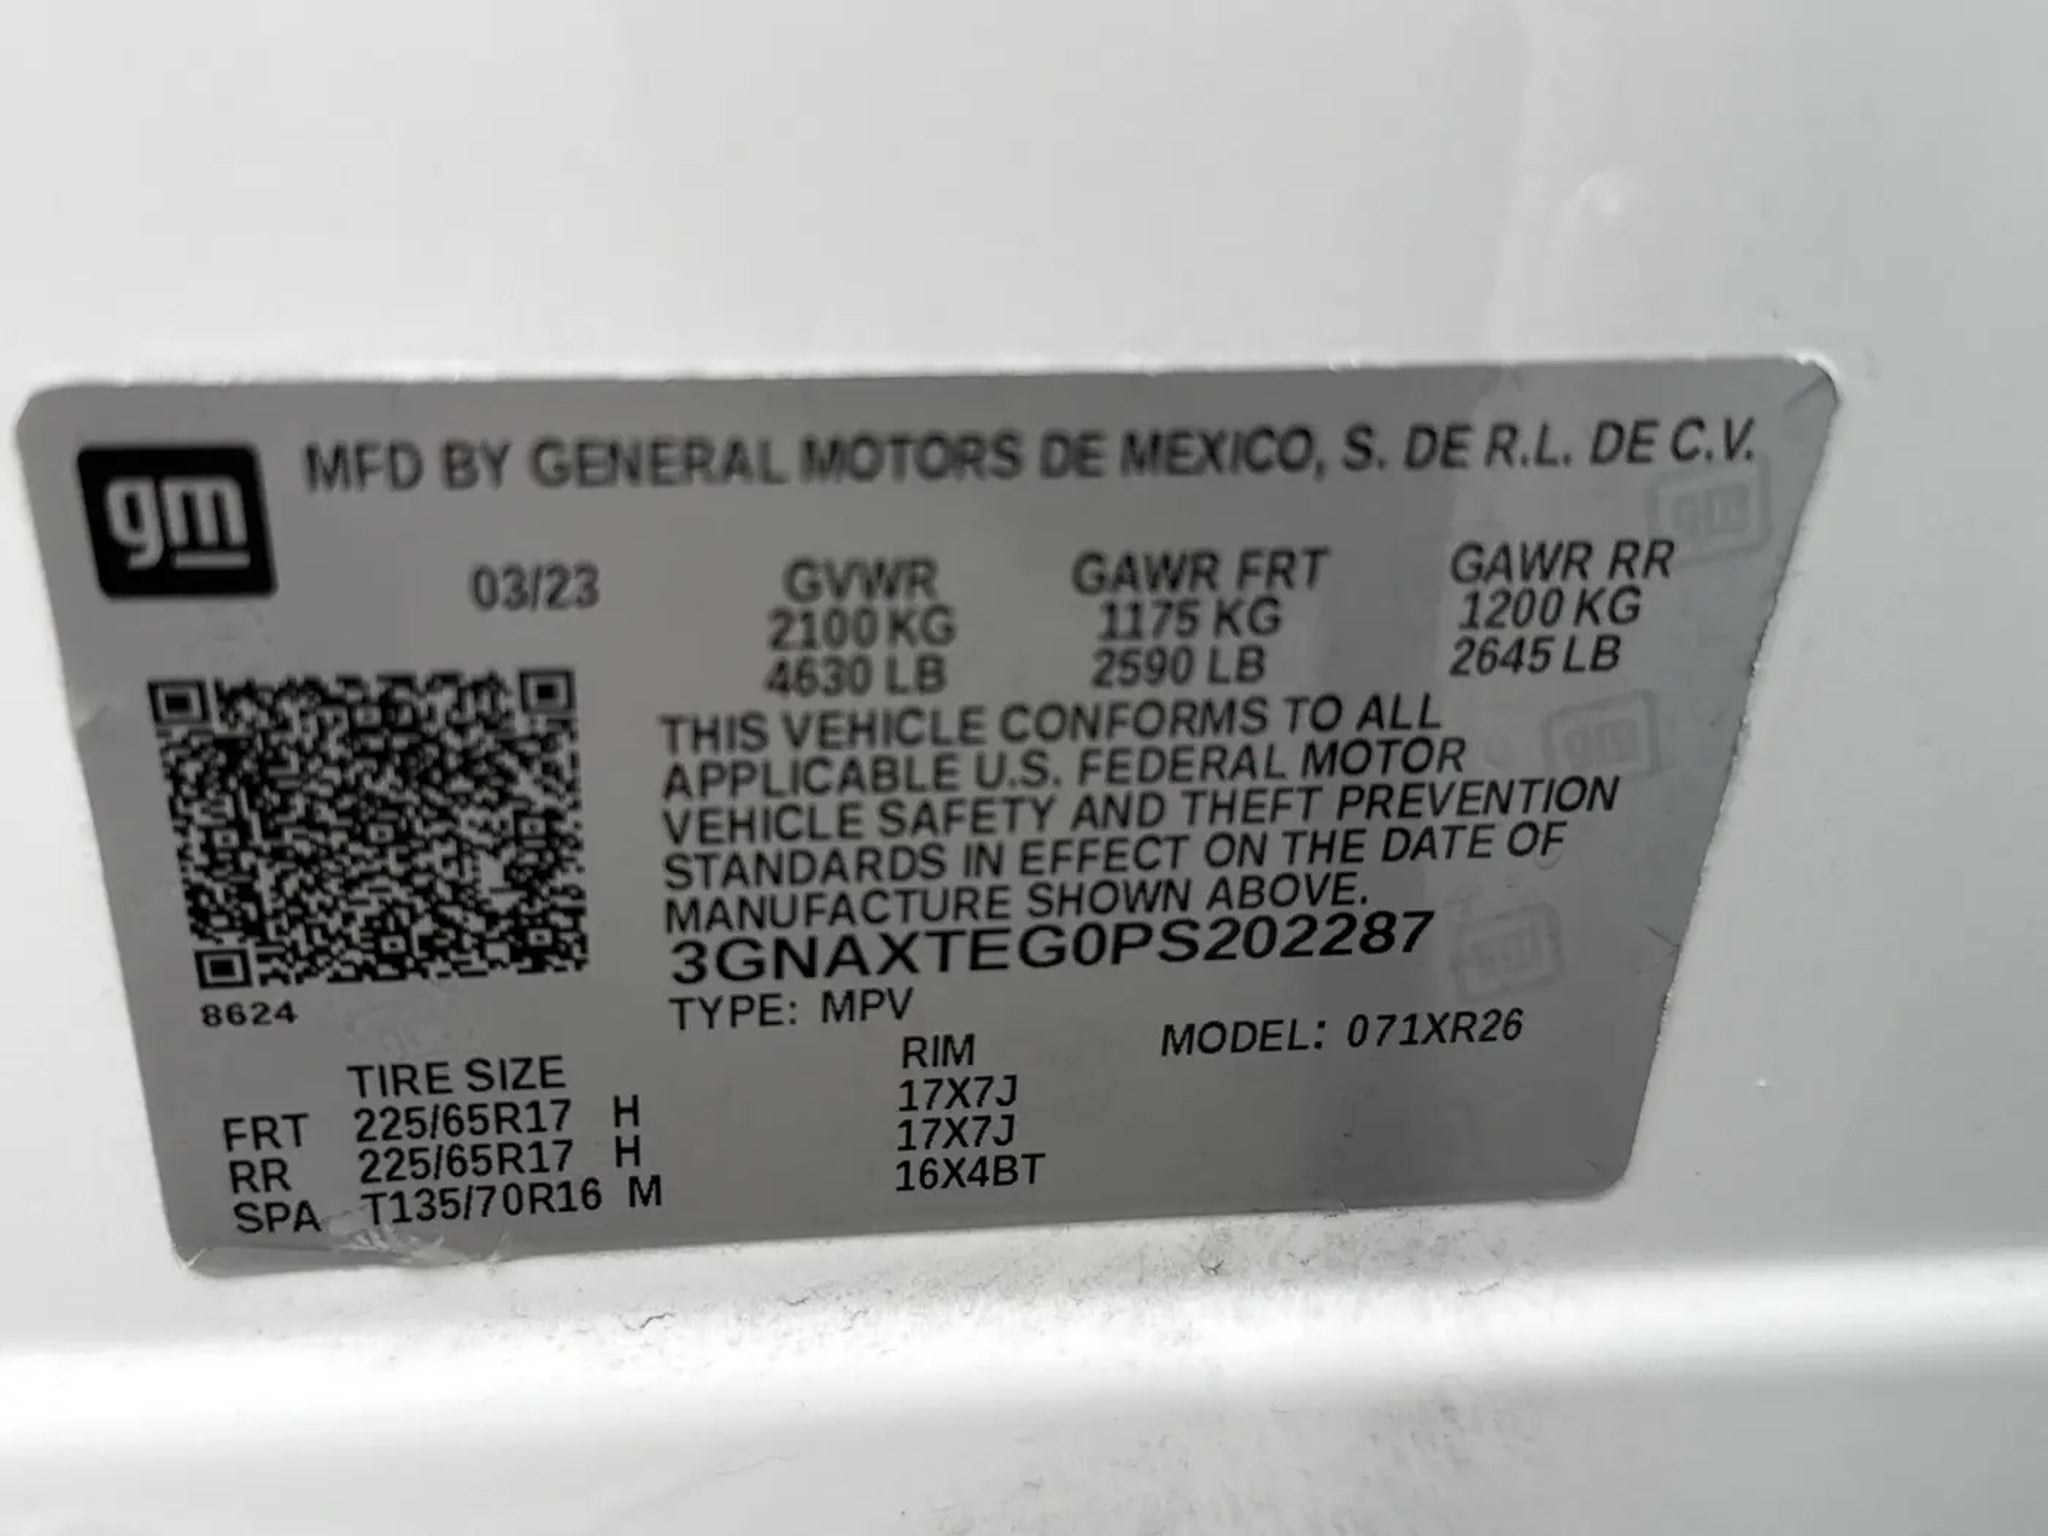 gm
MFD BY GENERAL MOTORS DE MEXICO, S. DE R.L. DE C.V.
03/23 GVWR GAWR FRT GAWR RR
2100 KG 1175 KG 1200 KG
4630 LB 2590 LB 2645 LB
THIS VEHICLE CONFORMS TO ALL
APPLICABLE U.S. FEDERAL MOTOR
VEHICLE SAFETY AND THEFT PREVENTION
STANDARDS IN EFFECT ON THE DATE OF
MANUFACTURE SHOWN ABOVE.
3GNAXTEG0PS202287
8624
TYPE: MPV MODEL: 071XR26
TIRE SIZE RIM
FRT 225/65R17 H 17X7J
RR 225/65R17 H 17X7J
SPA T135/70R16 M 16X4BT
gm
gm
gm